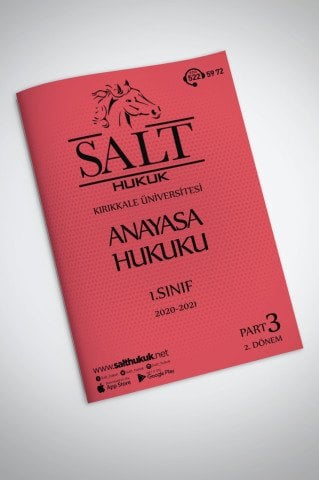 522 59 72
SALT
HUKUK
KIRIKKALE ÜNİVERSİTESİ
ANAYASA
HUKUKU
1.SINIF
2020-2021
PART 3
2. DÖNEM
www.salthukuk.net
App Store
Google Play